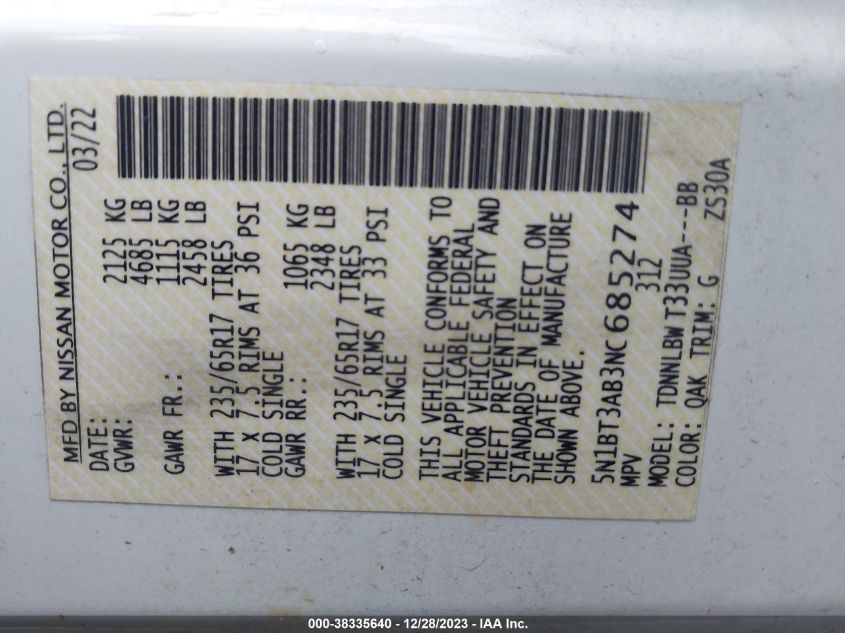 MFD BY NISSAN MOTOR CO., LTD.
DATE: 03/22
GVWR: 2125 KG
4685 LB
GAWR FR.: 1115 KG
2458 LB
WITH 235/65R17 TIRES
17 X 7.5 RIMS AT 36 PSI
COLD SINGLE
GAWR RR.: 1065 KG
2348 LB
WITH 235/65R17 TIRES
17 X 7.5 RIMS AT 33 PSI
COLD SINGLE
THIS VEHICLE CONFORMS TO
ALL APPLICABLE FEDERAL
MOTOR VEHICLE SAFETY AND
THEFT PREVENTION
STANDARDS IN EFFECT ON
THE DATE OF MANUFACTURE
SHOWN ABOVE.
5N1BT3AB3NC685274
MPV 312
MODEL: TDNNLBW T33UUA---BB
COLOR: QAK TRIM: G ZS30A
000-38335640 - 12/28/2023 - IAA Inc.